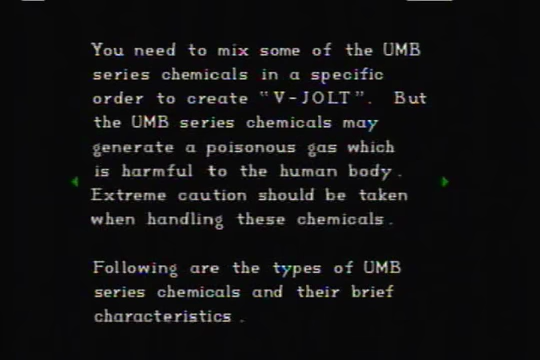 You need to mix some of the UMB
series chemicals in a specific
order to create "V-JOLT". But
the UMB series chemicals may
generate a poisonous gas which
is harmful to the human body.
Extreme caution should be taken
when handling these chemicals.
Following are the types of UMB
series chemicals and their brief
characteristics.